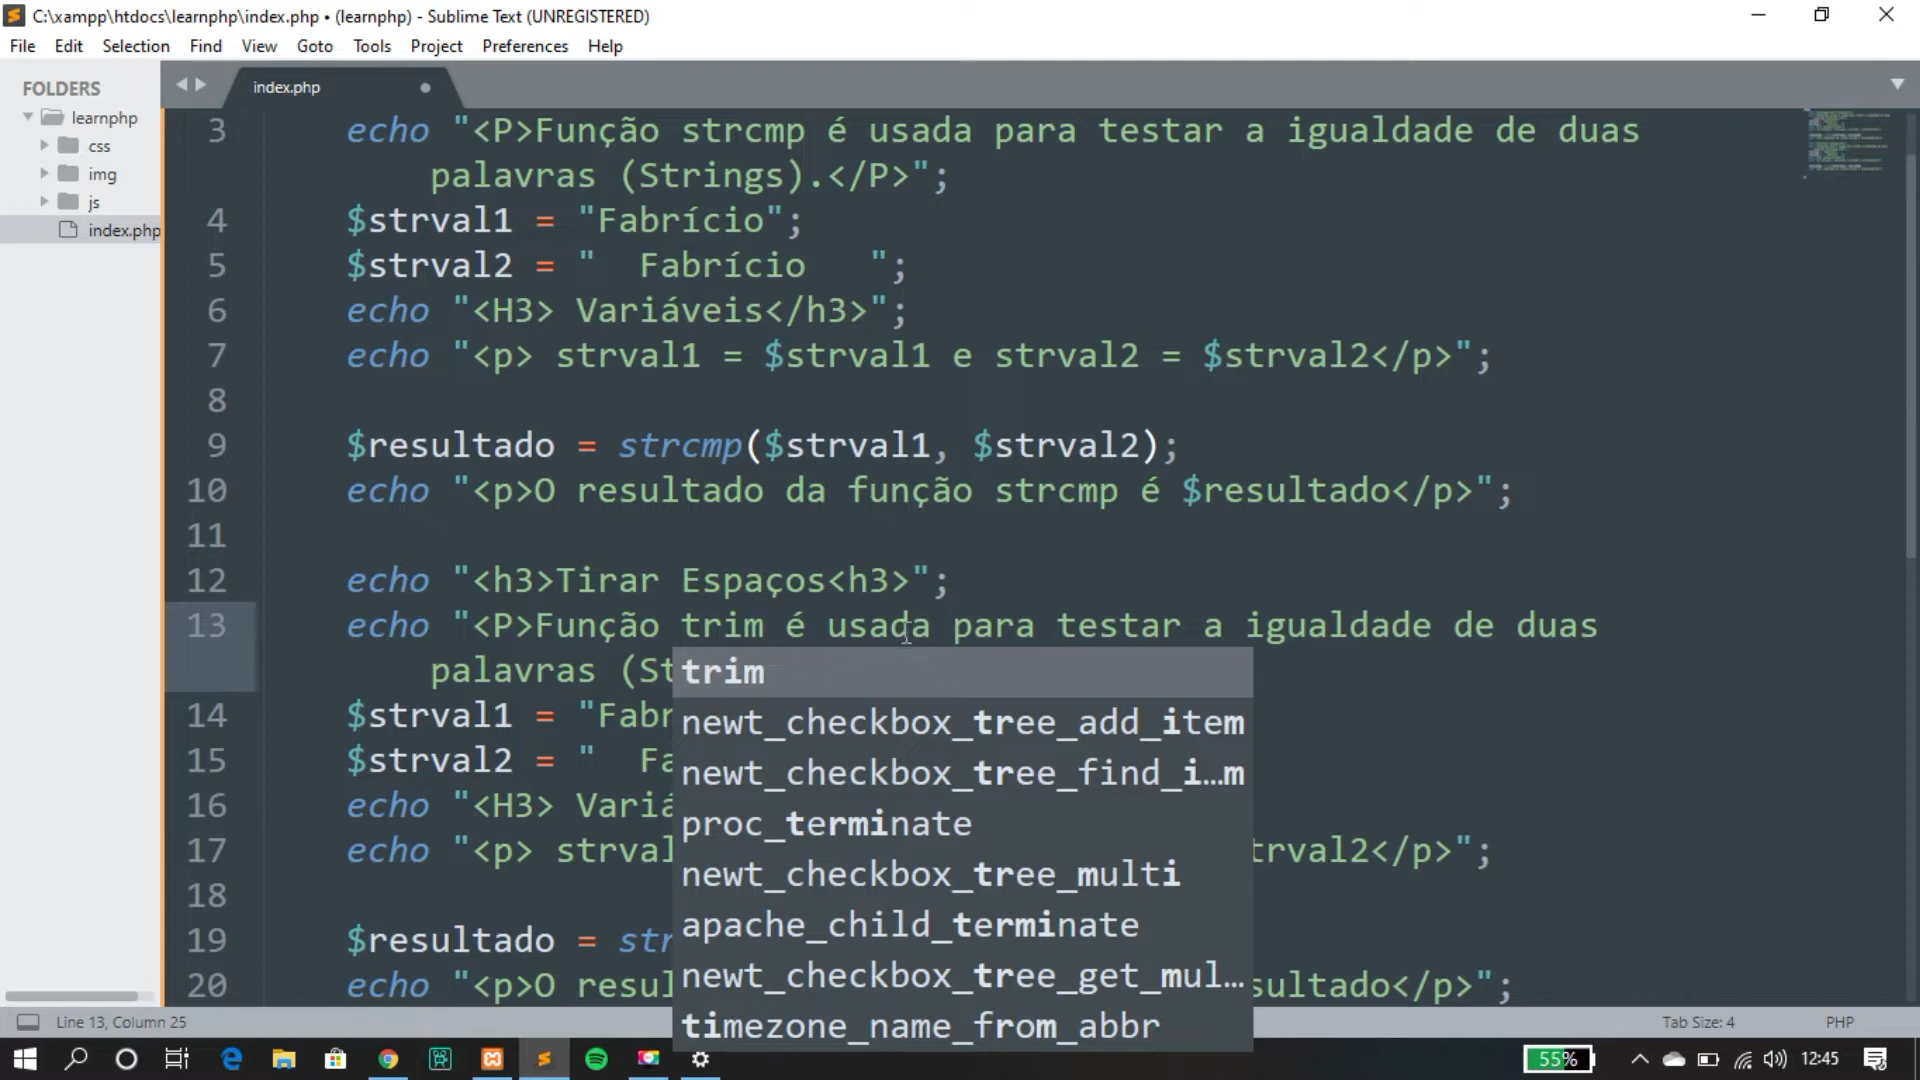 C:\xampp\htdocs\learnphp\index.php • (learnphp) - Sublime Text (UNREGISTERED)
File Edit Selection Find View Goto Tools Project Preferences Help
FOLDERS
learnphp
css
img
js
index.php
index.php
3 echo "<P>Função strcmp é usada para testar a igualdade de duas
palavras (Strings).</P>";
4 $strval1 = "Fabrício";
5 $strval2 = "  Fabrício   ";
6 echo "<H3> Variáveis</h3>";
7 echo "<p> strval1 = $strval1 e strval2 = $strval2</p>";
8
9 $resultado = strcmp($strval1, $strval2);
10 echo "<p>O resultado da função strcmp é $resultado</p>";
11
12 echo "<h3>Tirar Espaços<h3>";
13 echo "<P>Função trim é usada para testar a igualdade de duas
palavras (St
14 $strval1 = "Fabr
15 $strval2 = "  Fa
16 echo "<H3> Variá
17 echo "<p> strval trval2</p>";
18
19 $resultado = str
20 echo "<p>O resul sultado</p>";
trim
newt_checkbox_tree_add_item
newt_checkbox_tree_find_i…m
proc_terminate
newt_checkbox_tree_multi
apache_child_terminate
newt_checkbox_tree_get_mul…
timezone_name_from_abbr
Line 13, Column 25
Tab Size: 4
PHP
55%
12:45